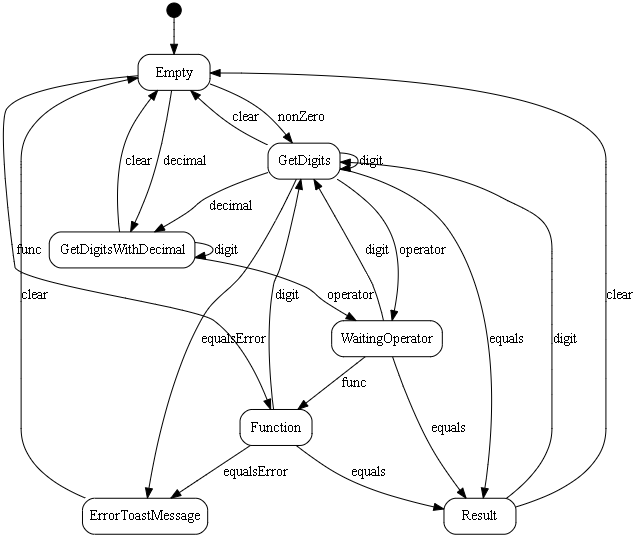 Empty
clear
nonZero
clear
decimal
GetDigits
digit
decimal
func
GetDigitsWithDecimal
digit
digit
operator
clear
digit
operator
clear
digit
equalsError
WaitingOperator
equals
func
Function
equalsError
equals
equals
ErrorToastMessage
Result